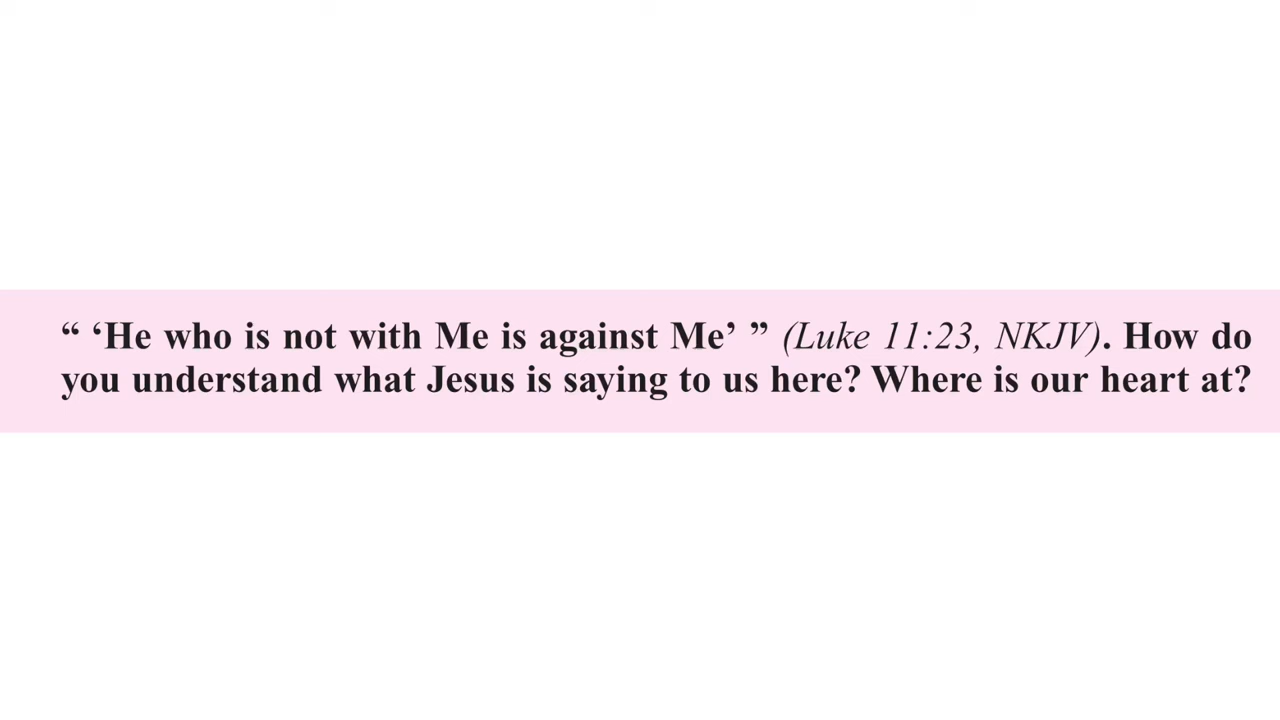 “ ‘He who is not with Me is against Me’ ” (Luke 11:23, NKJV). How do
you understand what Jesus is saying to us here? Where is our heart at?